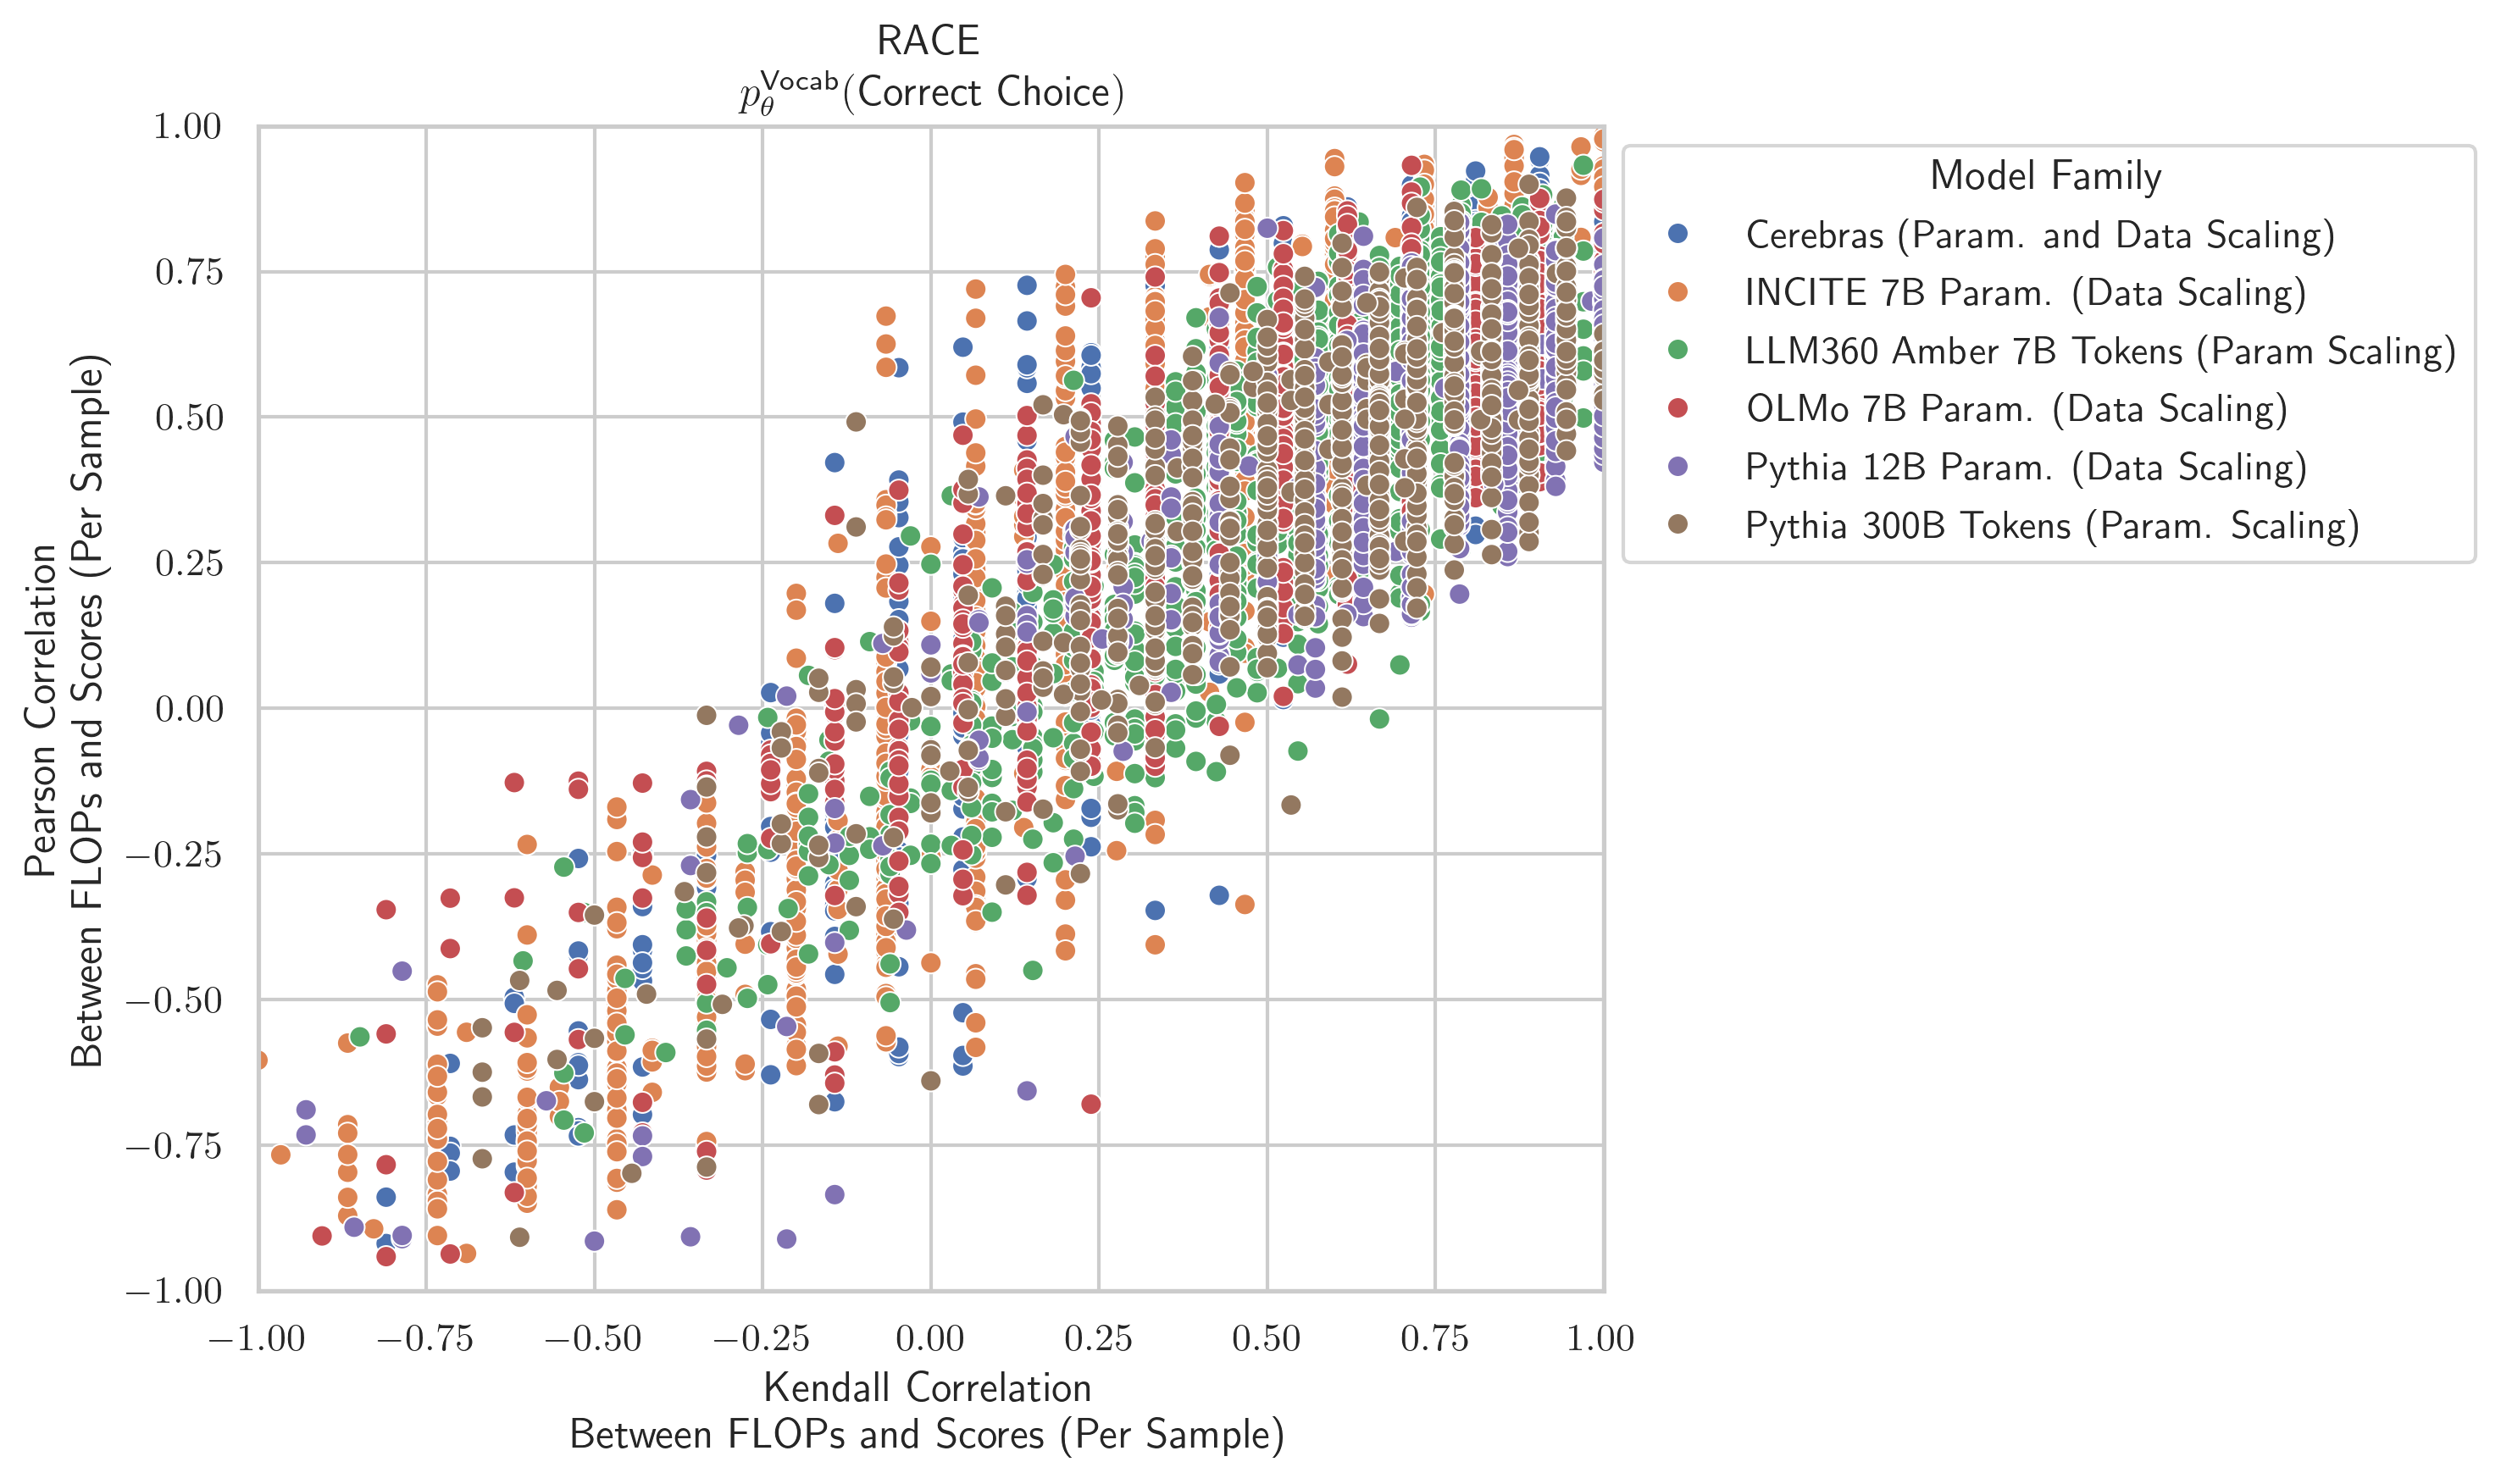 RACE
p_θ^Vocab(Correct Choice)
1.00
0.75
0.50
0.25
0.00
−0.25
−0.50
−0.75
−1.00
Pearson Correlation
Between FLOPs and Scores (Per Sample)
−1.00 −0.75 −0.50 −0.25 0.00 0.25 0.50 0.75 1.00
Kendall Correlation
Between FLOPs and Scores (Per Sample)
Model Family
Cerebras (Param. and Data Scaling)
INCITE 7B Param. (Data Scaling)
LLM360 Amber 7B Tokens (Param Scaling)
OLMo 7B Param. (Data Scaling)
Pythia 12B Param. (Data Scaling)
Pythia 300B Tokens (Param. Scaling)